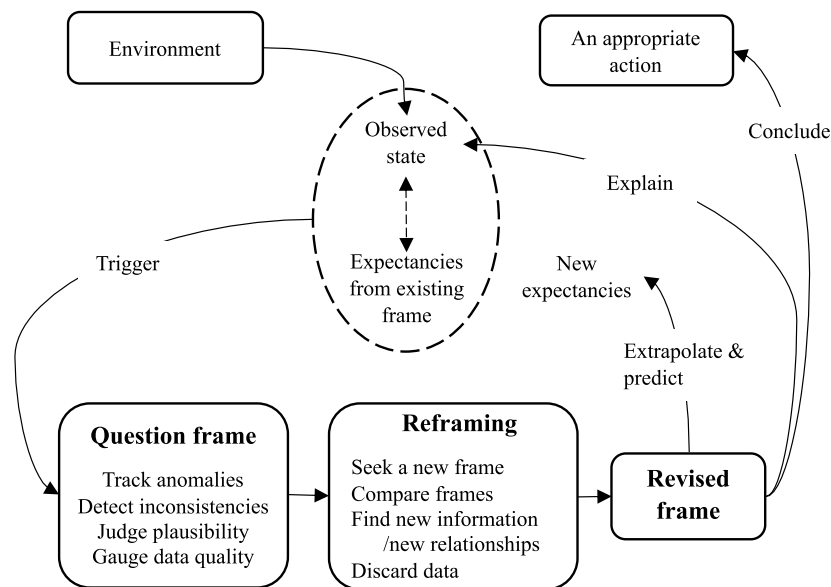 Environment
An appropriate
action
Observed
state
Conclude
Explain
Trigger
Expectancies
from existing
frame
New
expectancies
Extrapolate &
predict
Question frame
Track anomalies
Detect inconsistencies
Judge plausibility
Gauge data quality
Reframing
Seek a new frame
Compare frames
Find new information
/new relationships
Discard data
Revised
frame